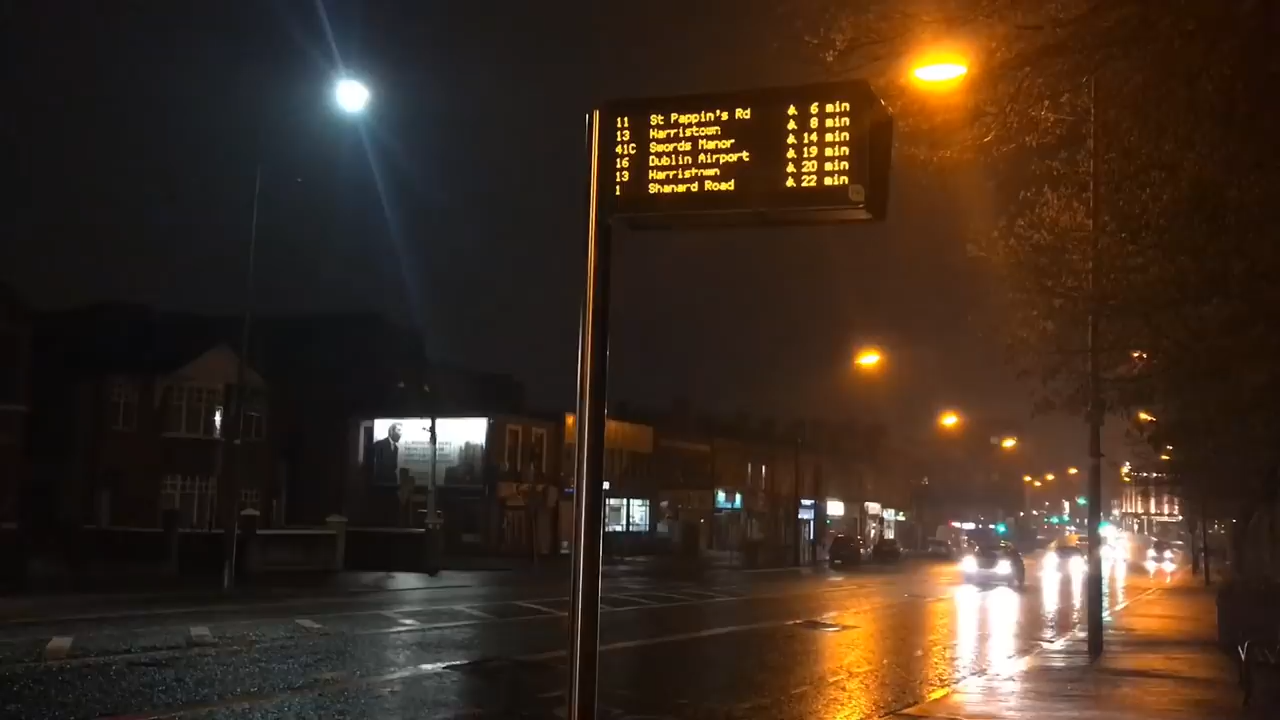 11 St Pappin's Rd 6 min
13 Harristown 8 min
41C Swords Manor 14 min
16 Dublin Airport 19 min
13 Harristown 20 min
1 Shanard Road 22 min